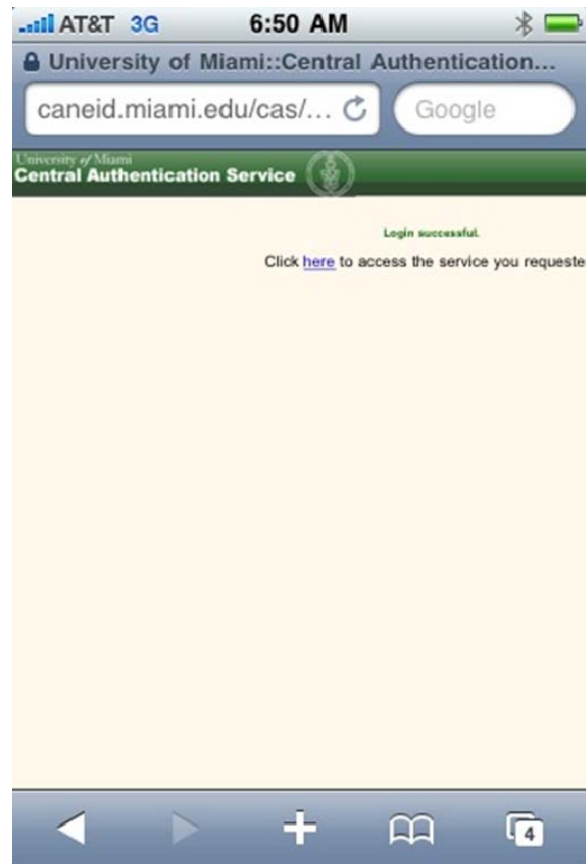 AT&T 3G 6:50 AM
University of Miami::Central Authentication...
caneid.miami.edu/cas/... Google
University of Miami
Central Authentication Service
Login successful.
Click here to access the service you requeste
4